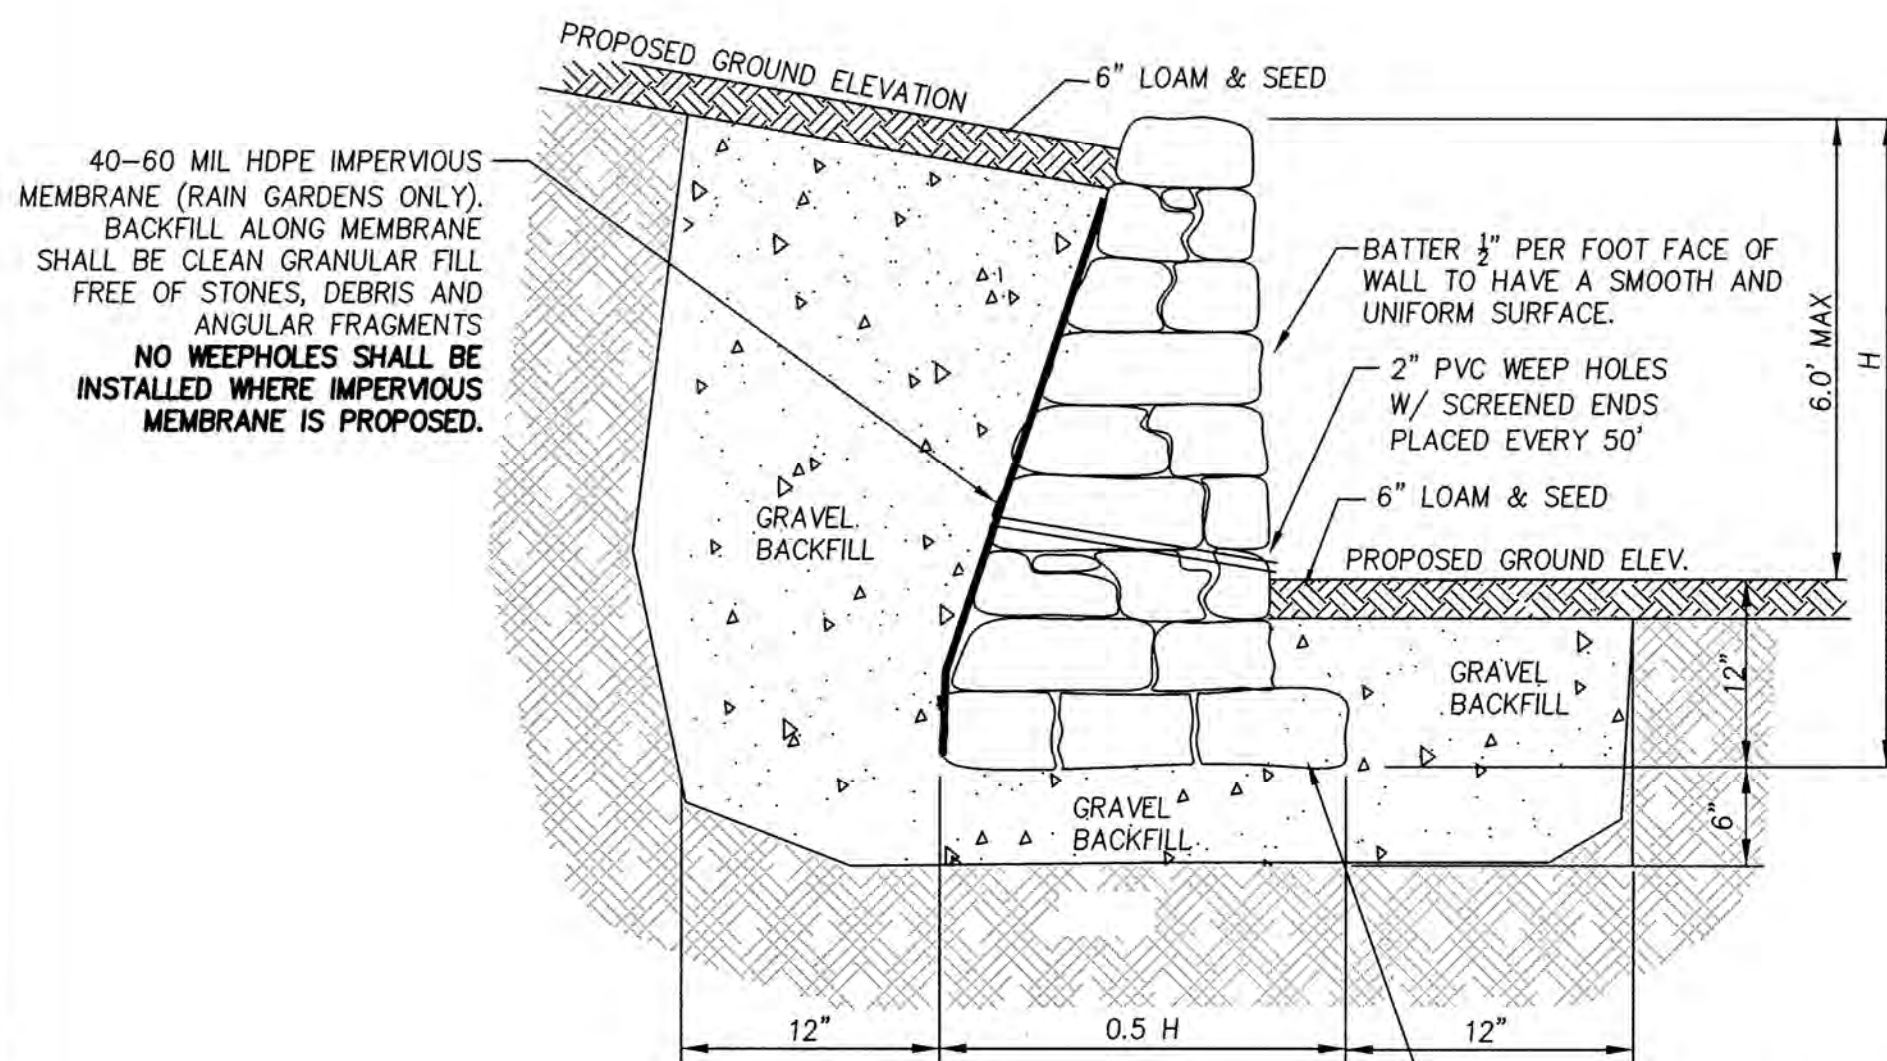 PROPOSED GROUND ELEVATION
6" LOAM & SEED
40-60 MIL HDPE IMPERVIOUS
MEMBRANE (RAIN GARDENS ONLY).
BACKFILL ALONG MEMBRANE
SHALL BE CLEAN GRANULAR FILL
FREE OF STONES, DEBRIS AND
ANGULAR FRAGMENTS
NO WEEPHOLES SHALL BE
INSTALLED WHERE IMPERVIOUS
MEMBRANE IS PROPOSED.
BATTER ½" PER FOOT FACE OF
WALL TO HAVE A SMOOTH AND
UNIFORM SURFACE.
2" PVC WEEP HOLES
W/ SCREENED ENDS
PLACED EVERY 50'
6" LOAM & SEED
PROPOSED GROUND ELEV.
6.0' MAX
H
GRAVEL
BACKFILL
GRAVEL
BACKFILL
GRAVEL
BACKFILL
12"
6"
12"
0.5 H
12"